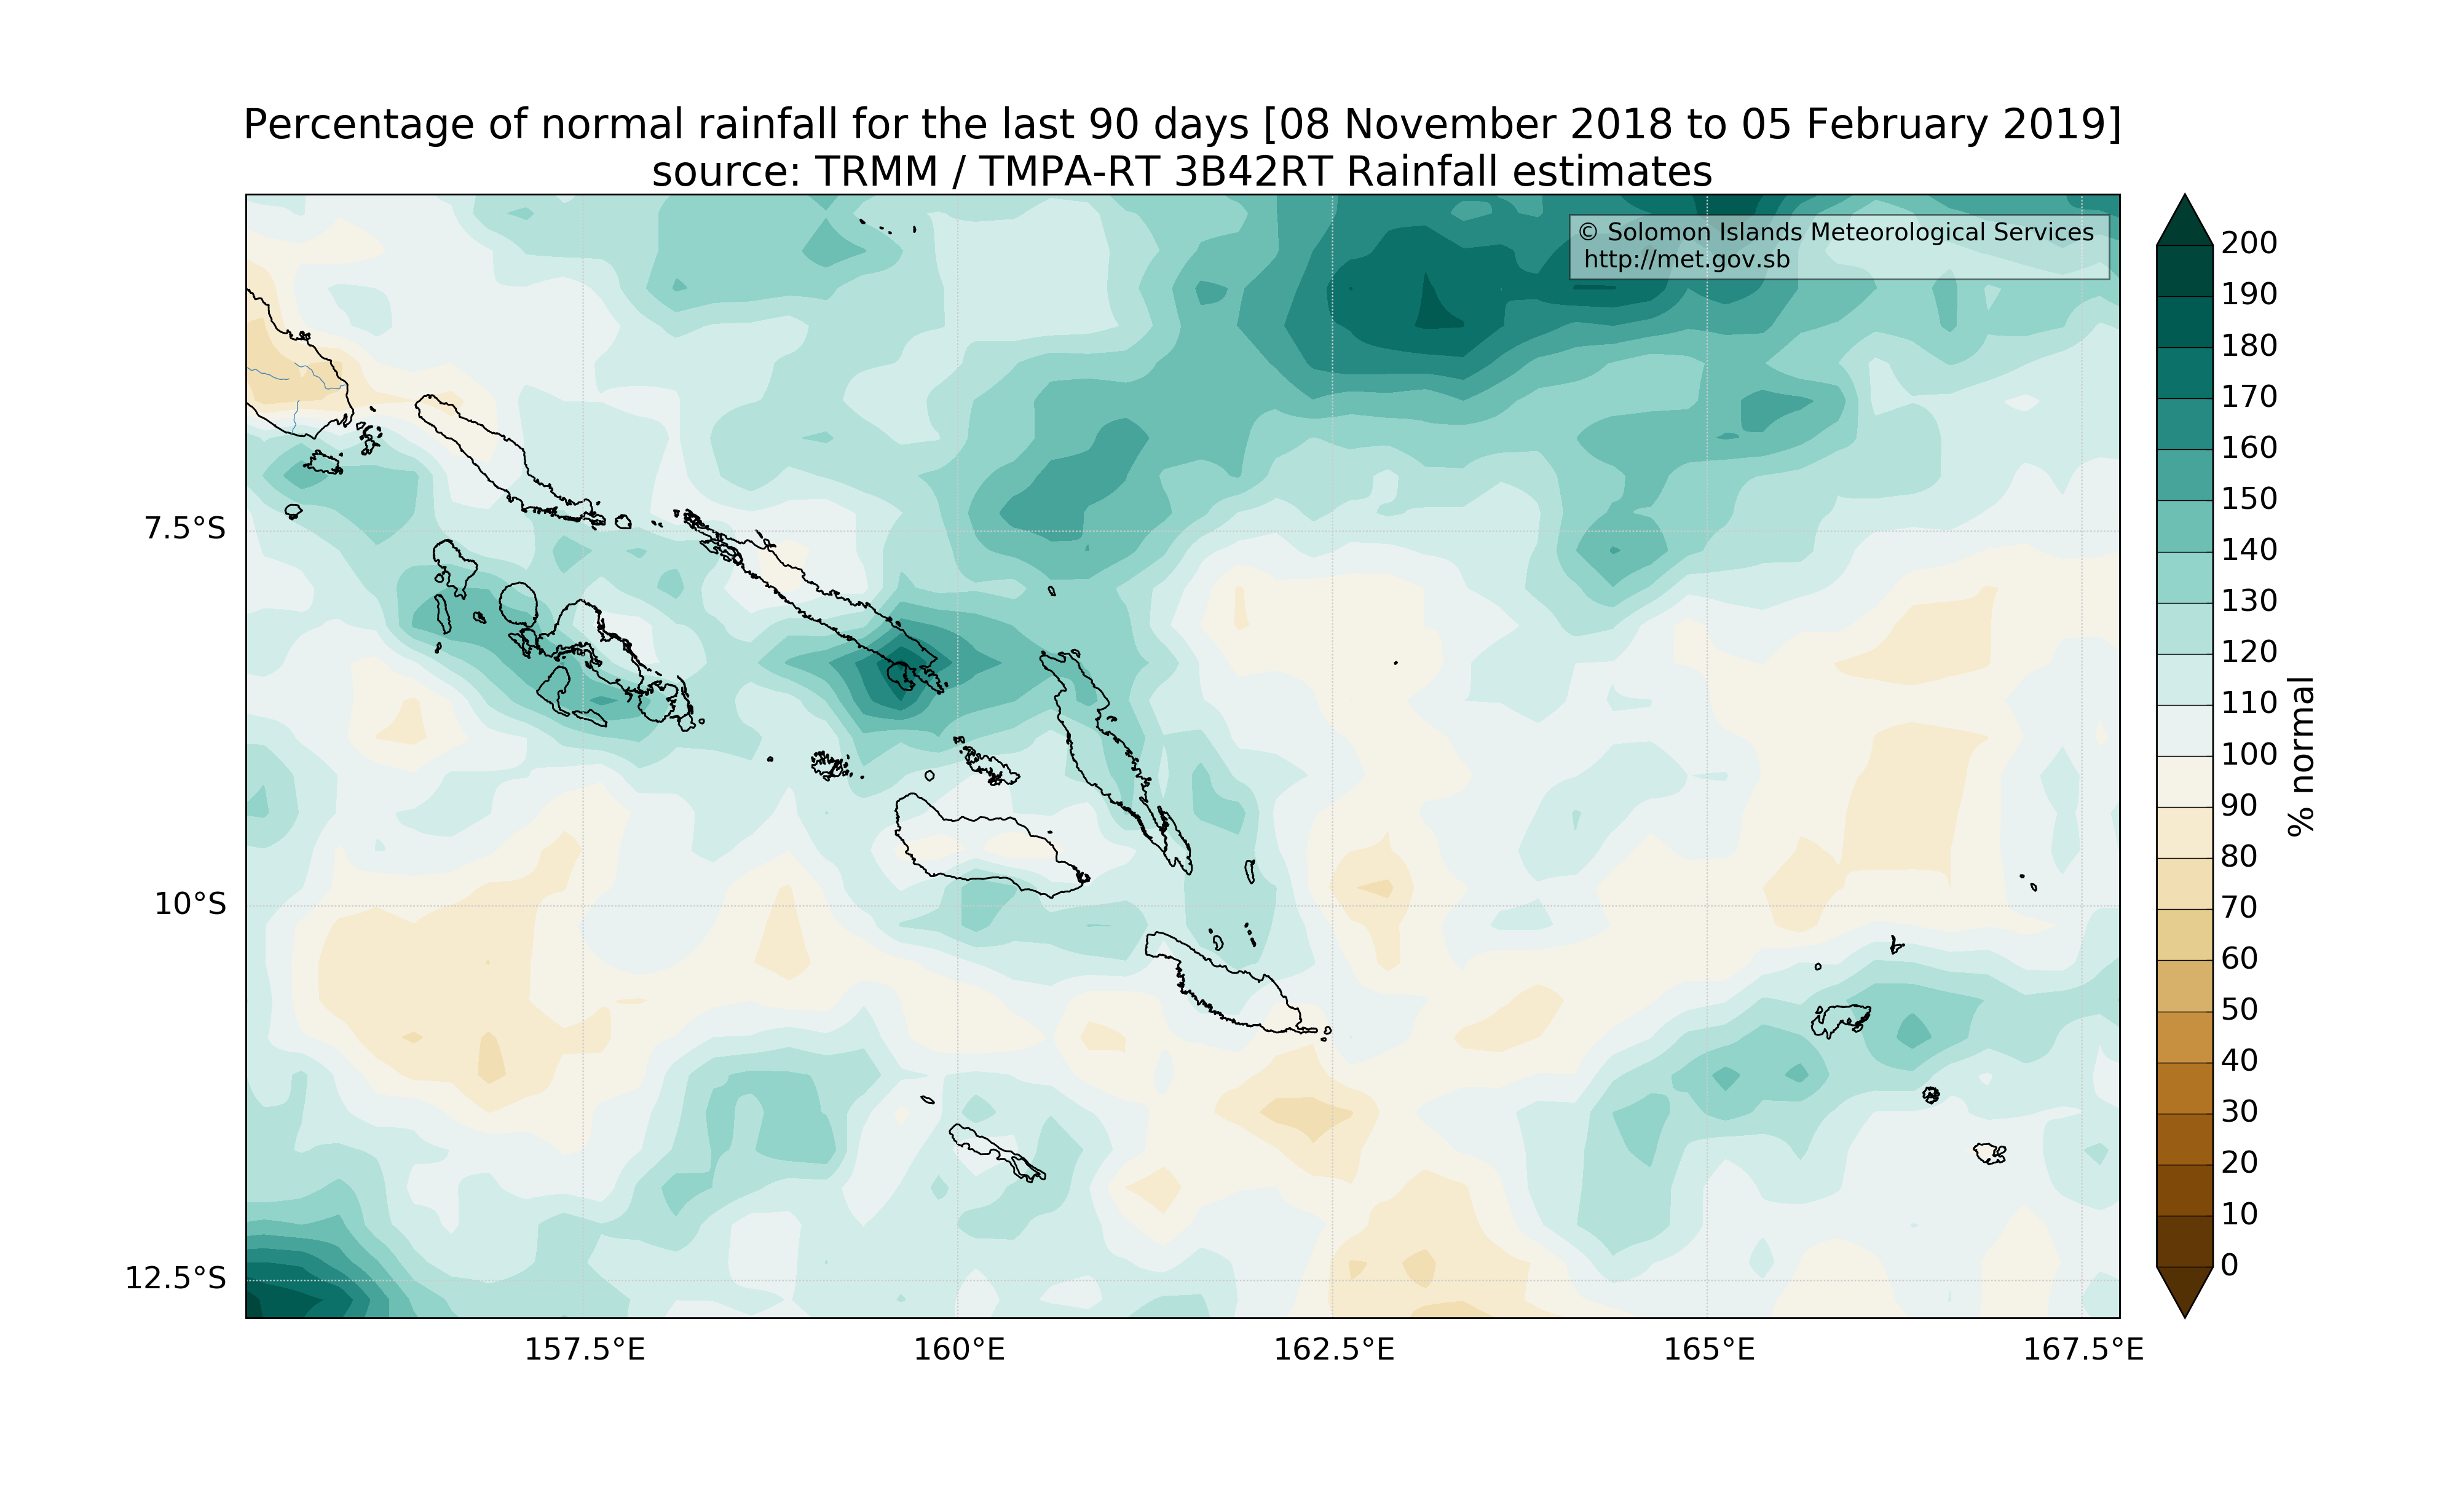 Percentage of normal rainfall for the last 90 days [08 November 2018 to 05 February 2019]
source: TRMM / TMPA-RT 3B42RT Rainfall estimates
© Solomon Islands Meteorological Services
http://met.gov.sb
7.5°S
10°S
12.5°S
157.5°E
160°E
162.5°E
165°E
167.5°E
200
190
180
170
160
150
140
130
120
110
100
90
80
70
60
50
40
30
20
10
0
% normal